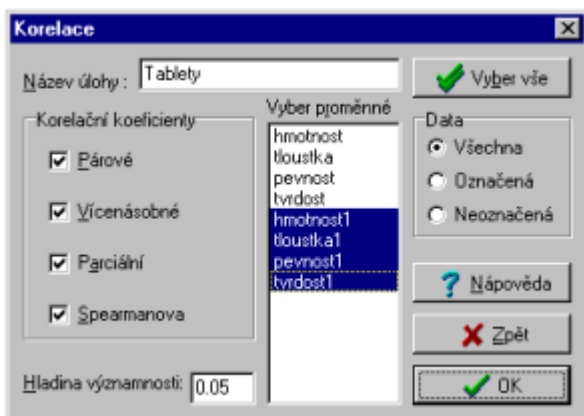 Korelace
Název úlohy : Tablety
Vyber vše
Korelační koeficienty
Párové
Vícenásobné
Parciální
Spearmanova
Vyber proměnné
hmotnost
tloustka
pevnost
tvrdost
hmotnost1
tloustka1
pevnost1
tvrdost1
Data
Všechna
Označená
Neoznačená
Nápověda
Zpět
Hladina významnosti: 0.05
OK